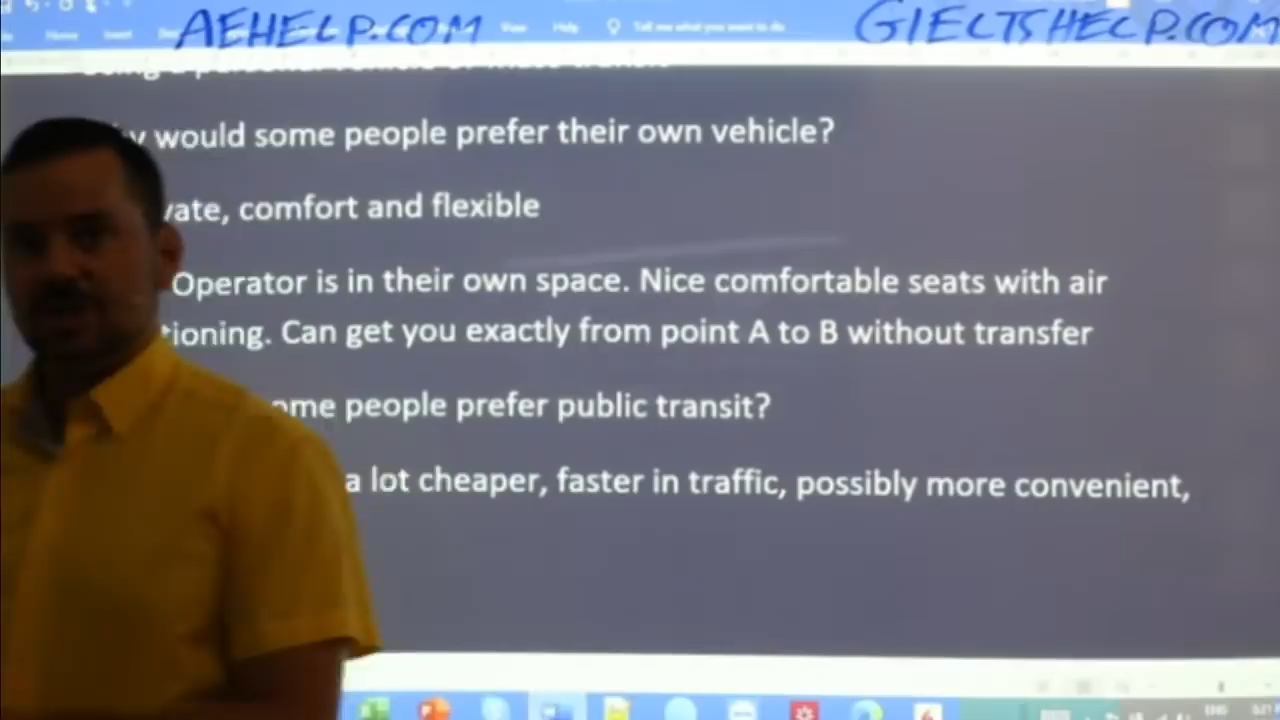 AEHELP.COM GIELTSHELP.COM
Home Insert View Help Tell me what you want to do
would some people prefer their own vehicle?
vate, comfort and flexible
Operator is in their own space. Nice comfortable seats with air
tioning. Can get you exactly from point A to B without transfer
ome people prefer public transit?
a lot cheaper, faster in traffic, possibly more convenient,